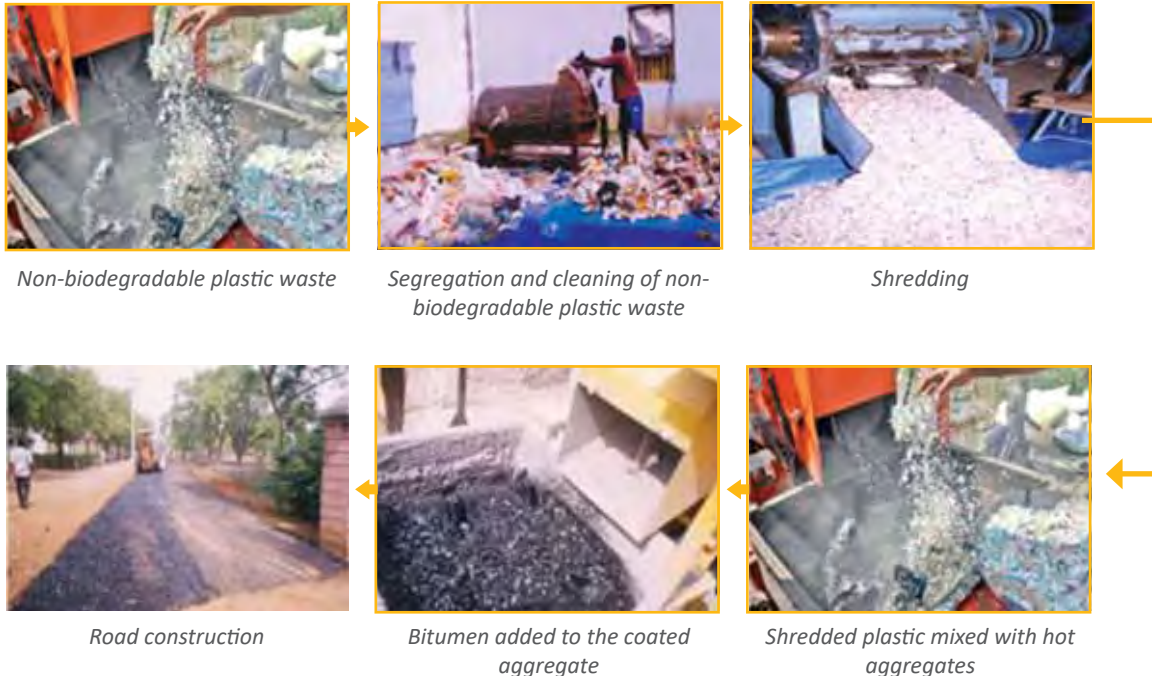 Non-biodegradable plastic waste
Segregation and cleaning of non-
biodegradable plastic waste
Shredding
Road construction
Bitumen added to the coated
aggregate
Shredded plastic mixed with hot
aggregates